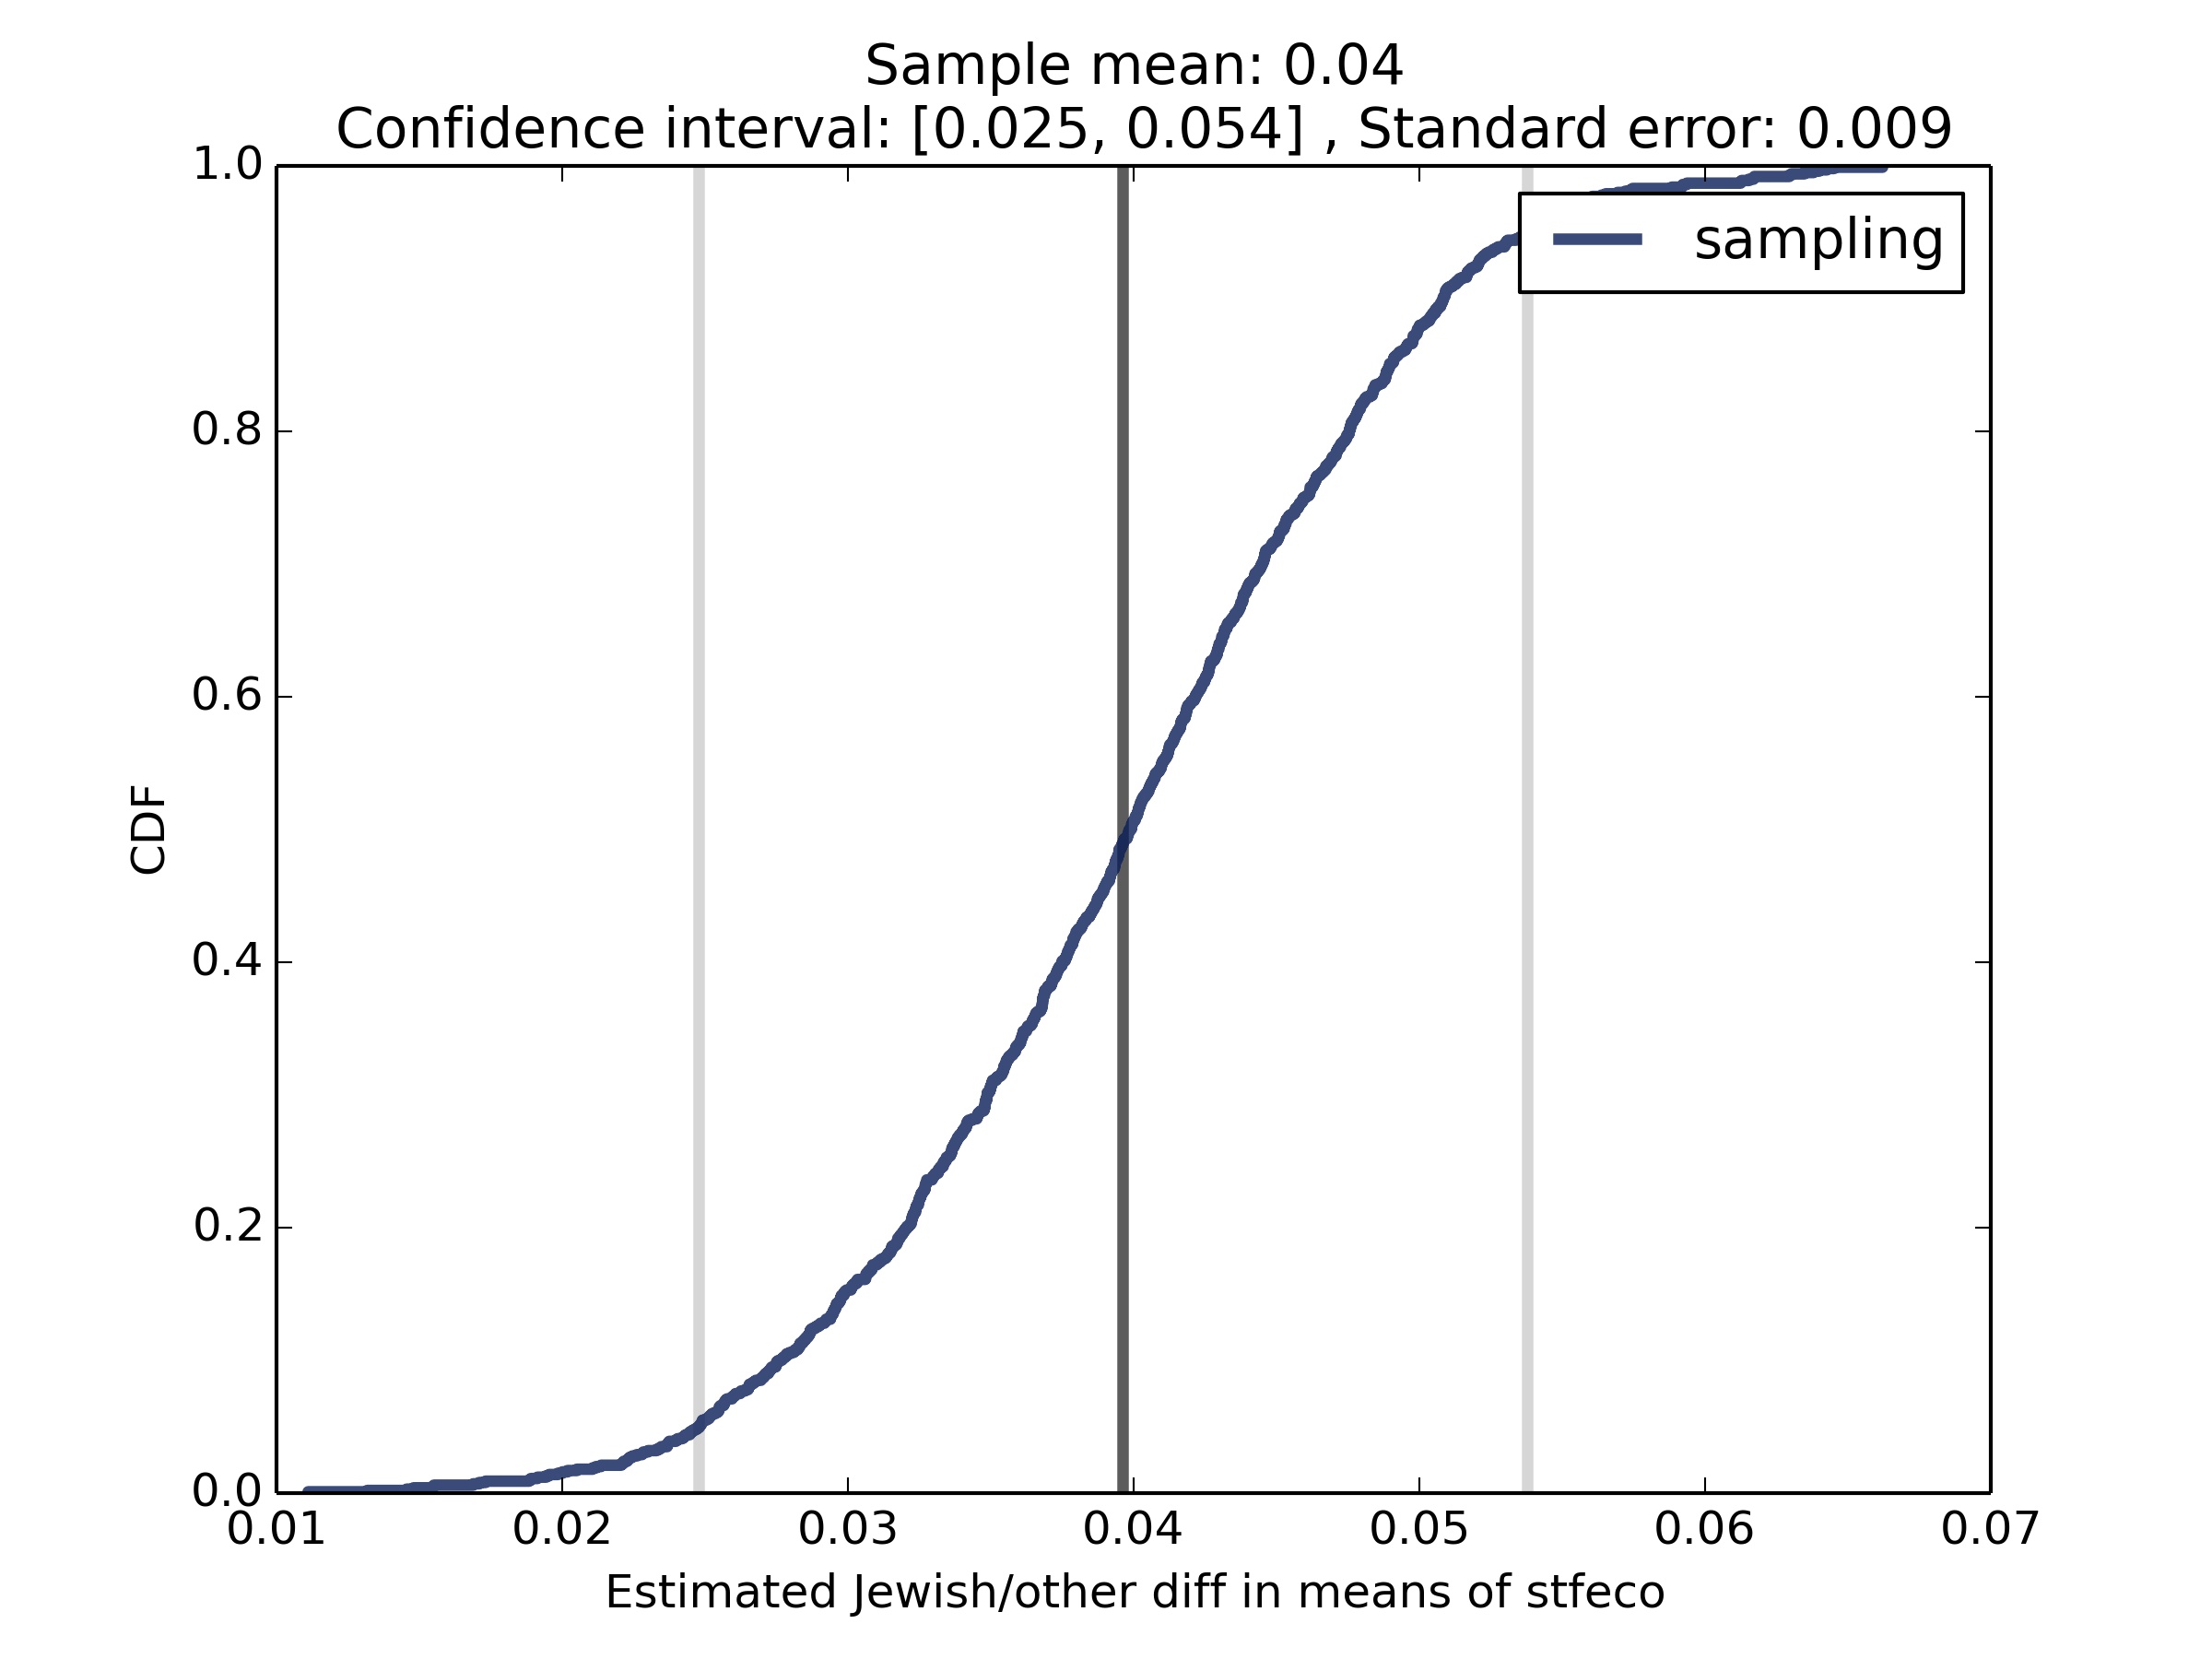 Sample mean: 0.04
Confidence interval: [0.025, 0.054] , Standard error: 0.009
1.0
sampling
0.8
0.6
CDF
0.4
0.2
0.0
0.01 0.02 0.03 0.04 0.05 0.06 0.07
Estimated Jewish/other diff in means of stfeco